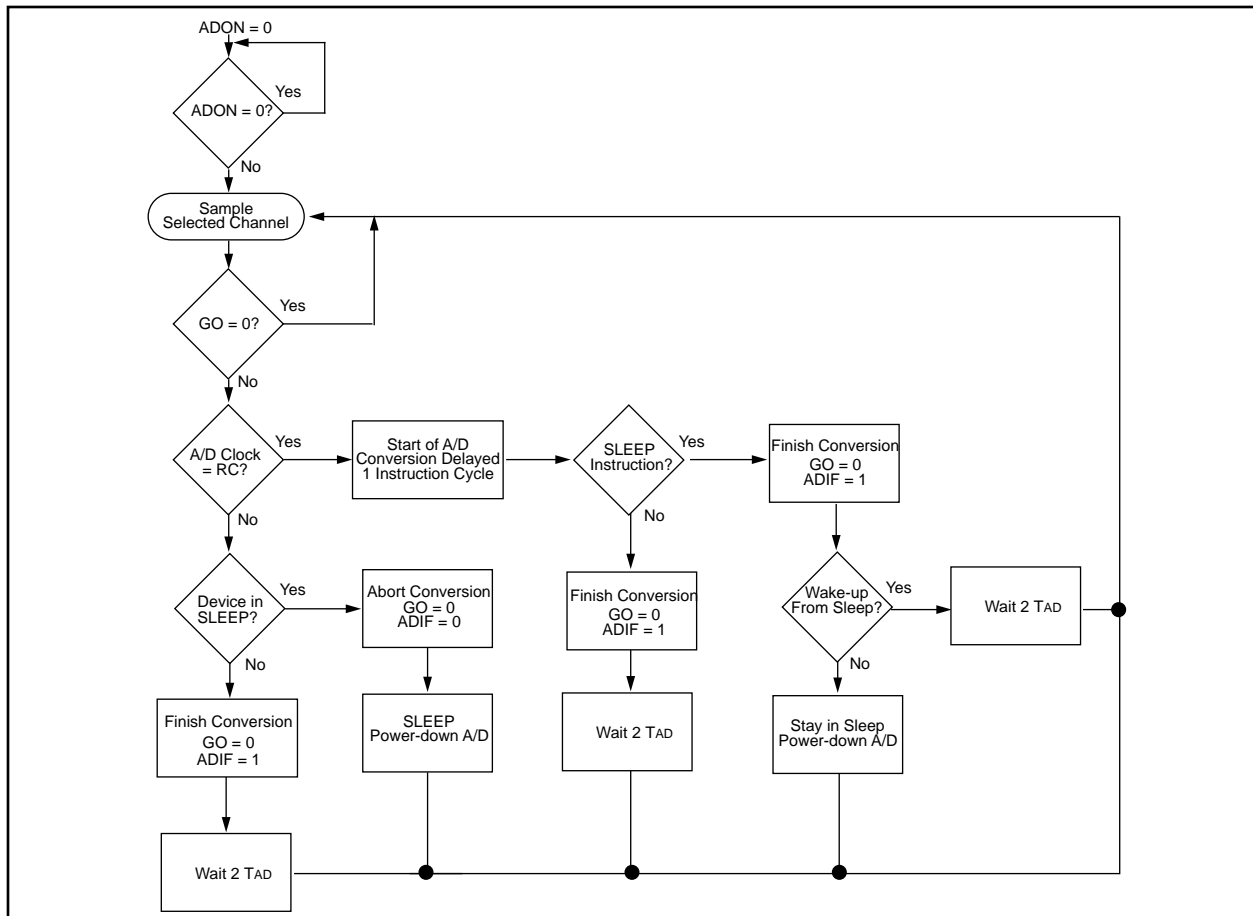 ADON = 0
Yes
ADON = 0?
No
Sample
Selected Channel
Yes
GO = 0?
No
A/D Clock
= RC?
Yes
Start of A/D
Conversion Delayed
1 Instruction Cycle
SLEEP
Instruction?
Yes
Finish Conversion
GO = 0
ADIF = 1
No
No
Device in
SLEEP?
Yes
Abort Conversion
GO = 0
ADIF = 0
Finish Conversion
GO = 0
ADIF = 1
Wake-up
From Sleep?
Yes
Wait 2 TAD
No
No
Finish Conversion
GO = 0
ADIF = 1
SLEEP
Power-down A/D
Wait 2 TAD
Stay in Sleep
Power-down A/D
Wait 2 TAD